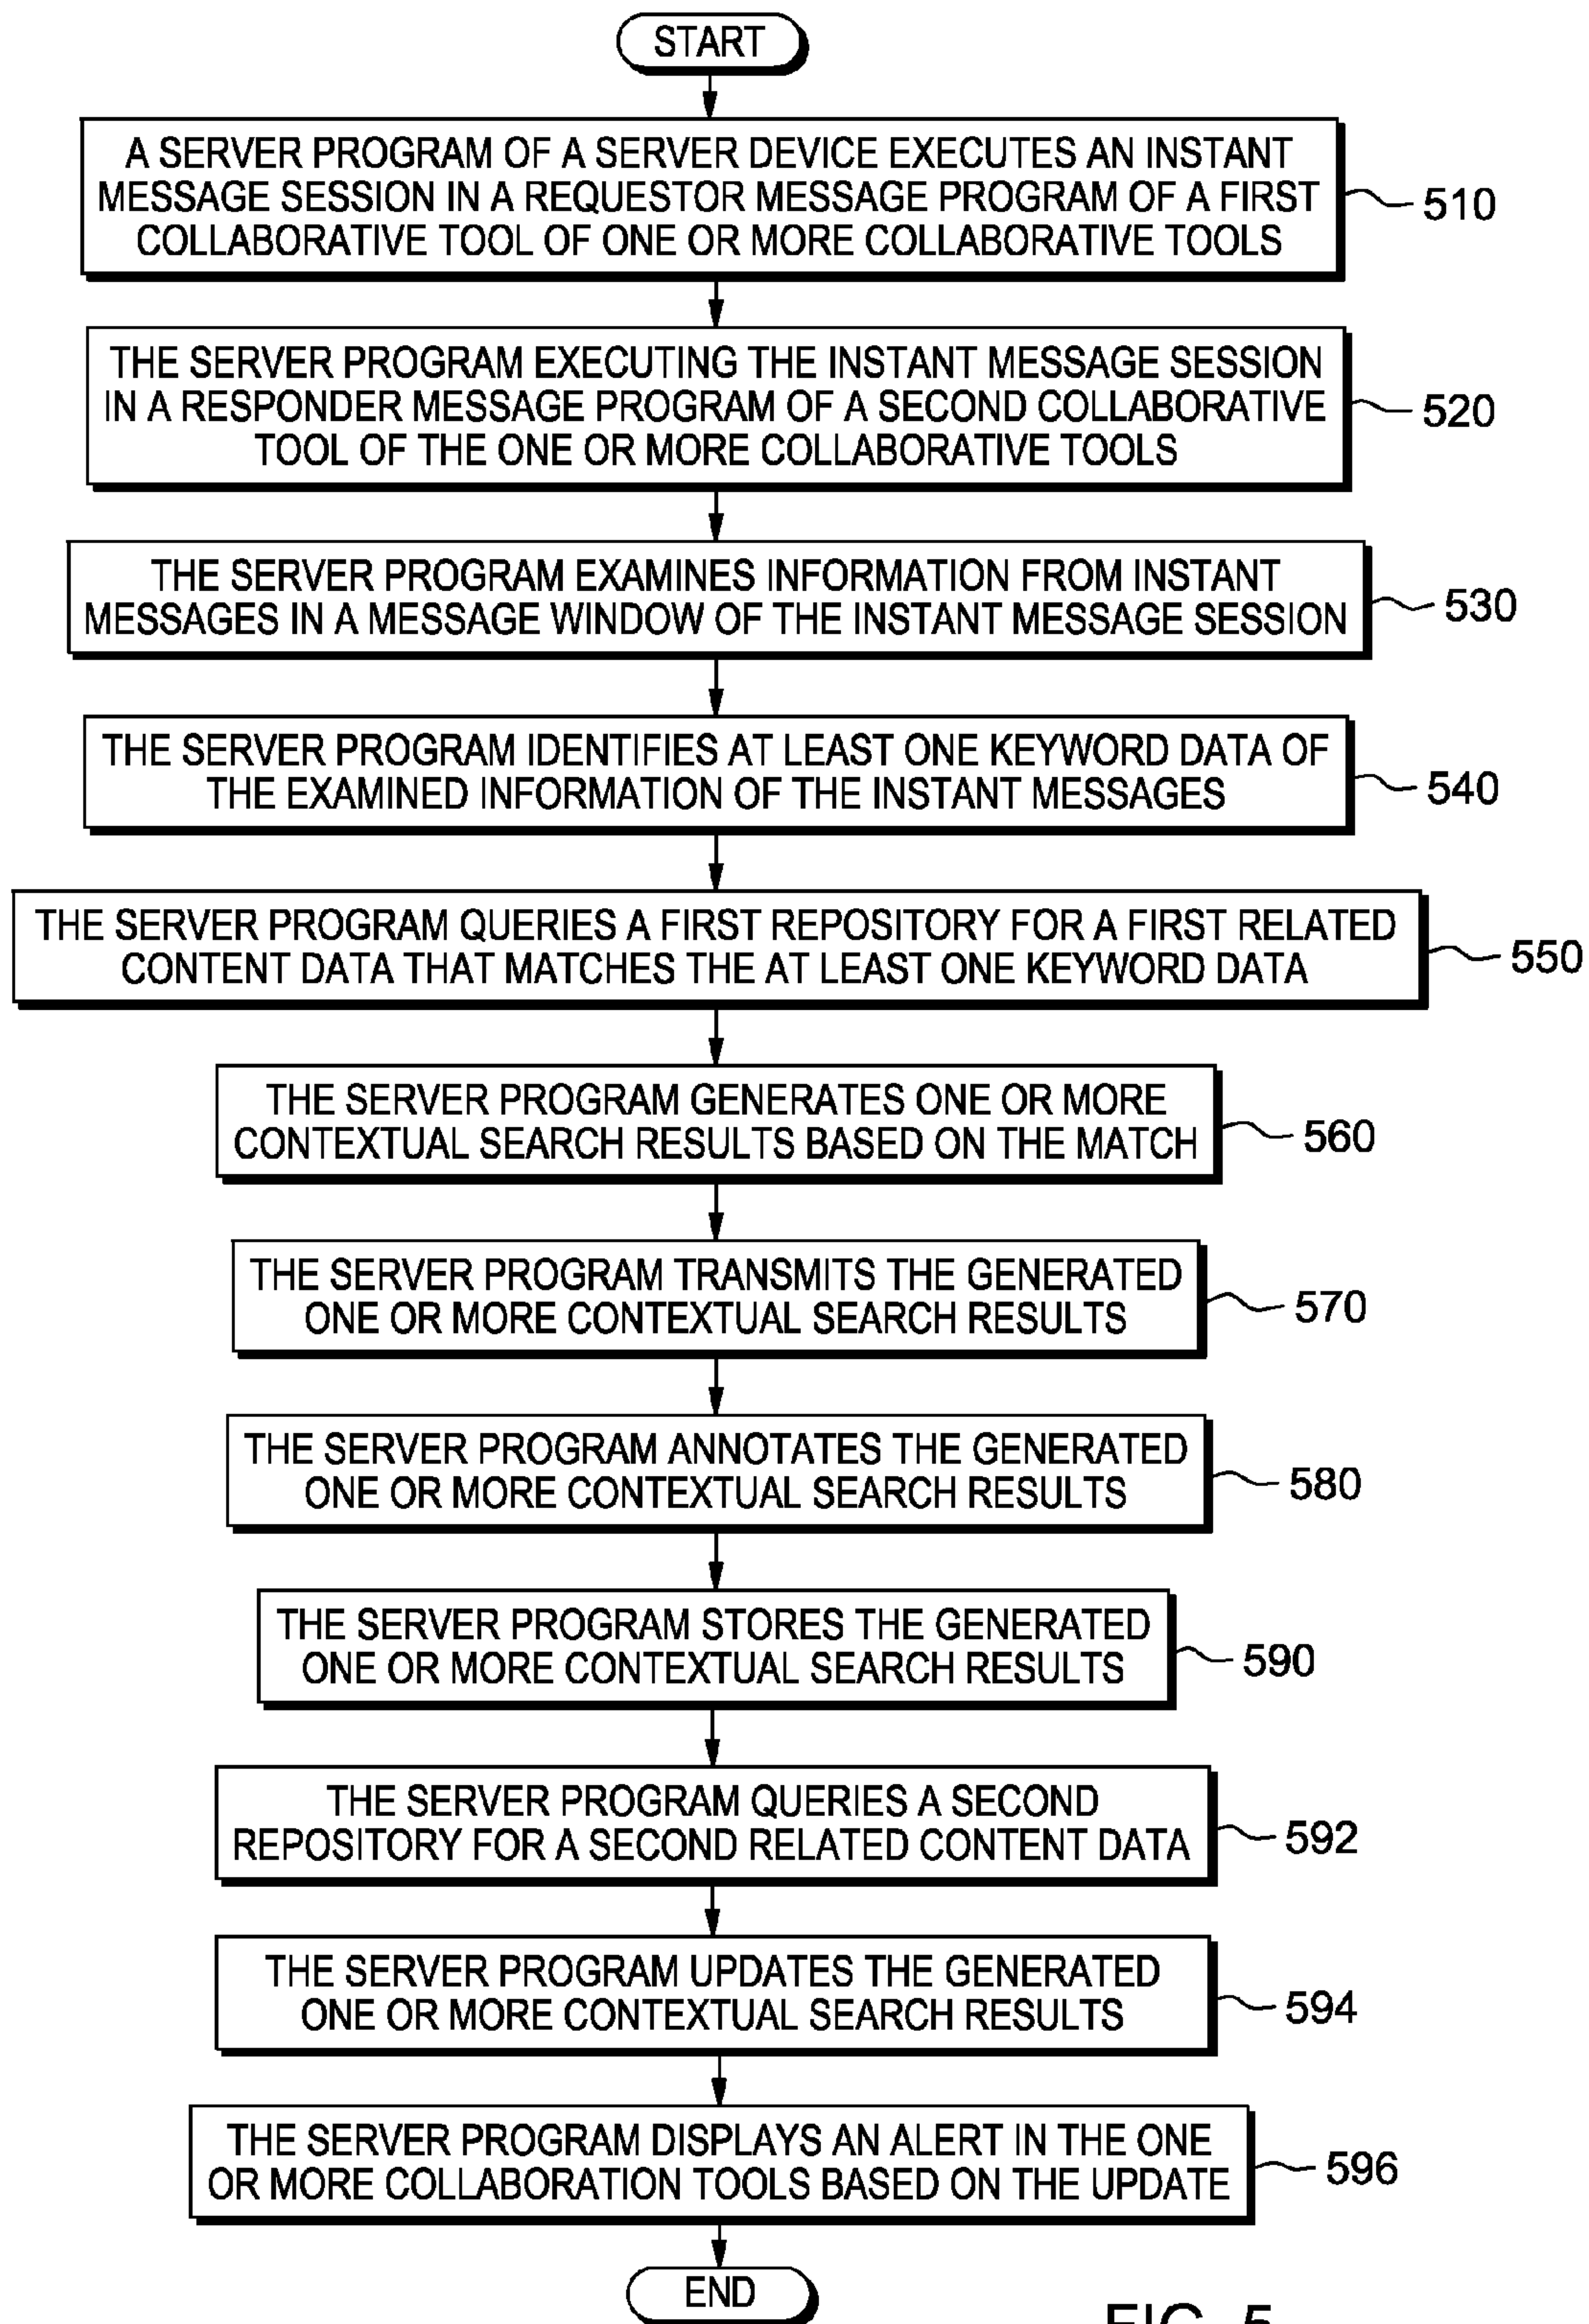 START
A SERVER PROGRAM OF A SERVER DEVICE EXECUTES AN INSTANT
MESSAGE SESSION IN A REQUESTOR MESSAGE PROGRAM OF A FIRST
COLLABORATIVE TOOL OF ONE OR MORE COLLABORATIVE TOOLS
510
THE SERVER PROGRAM EXECUTING THE INSTANT MESSAGE SESSION
IN A RESPONDER MESSAGE PROGRAM OF A SECOND COLLABORATIVE
TOOL OF THE ONE OR MORE COLLABORATIVE TOOLS
520
THE SERVER PROGRAM EXAMINES INFORMATION FROM INSTANT
MESSAGES IN A MESSAGE WINDOW OF THE INSTANT MESSAGE SESSION
530
THE SERVER PROGRAM IDENTIFIES AT LEAST ONE KEYWORD DATA OF
THE EXAMINED INFORMATION OF THE INSTANT MESSAGES
540
THE SERVER PROGRAM QUERIES A FIRST REPOSITORY FOR A FIRST RELATED
CONTENT DATA THAT MATCHES THE AT LEAST ONE KEYWORD DATA
550
THE SERVER PROGRAM GENERATES ONE OR MORE
CONTEXTUAL SEARCH RESULTS BASED ON THE MATCH
560
THE SERVER PROGRAM TRANSMITS THE GENERATED
ONE OR MORE CONTEXTUAL SEARCH RESULTS
570
THE SERVER PROGRAM ANNOTATES THE GENERATED
ONE OR MORE CONTEXTUAL SEARCH RESULTS
580
THE SERVER PROGRAM STORES THE GENERATED
ONE OR MORE CONTEXTUAL SEARCH RESULTS
590
THE SERVER PROGRAM QUERIES A SECOND
REPOSITORY FOR A SECOND RELATED CONTENT DATA
592
THE SERVER PROGRAM UPDATES THE GENERATED
ONE OR MORE CONTEXTUAL SEARCH RESULTS
594
THE SERVER PROGRAM DISPLAYS AN ALERT IN THE ONE
OR MORE COLLABORATION TOOLS BASED ON THE UPDATE
596
END
FIG. 5